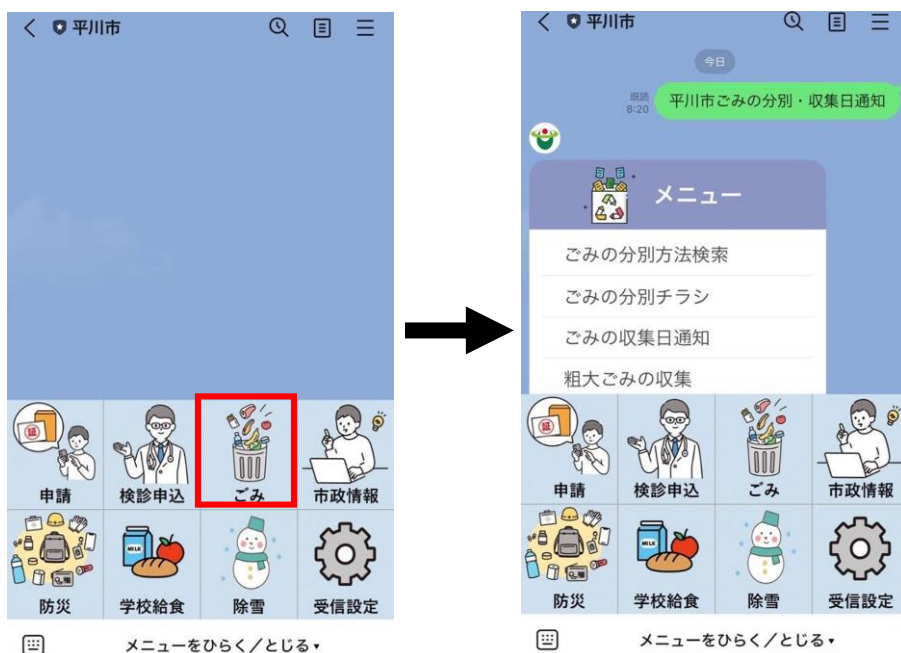 平川市
申請
検診申込
ごみ
市政情報
防災
学校給食
除雪
受信設定
メニューをひらく／とじる▾
平川市
今日
既読
8:20
平川市ごみの分別・収集日通知
メニュー
ごみの分別方法検索
ごみの分別チラシ
ごみの収集日通知
粗大ごみの収集
申請
検診申込
ごみ
市政情報
防災
学校給食
除雪
受信設定
メニューをひらく／とじる▾